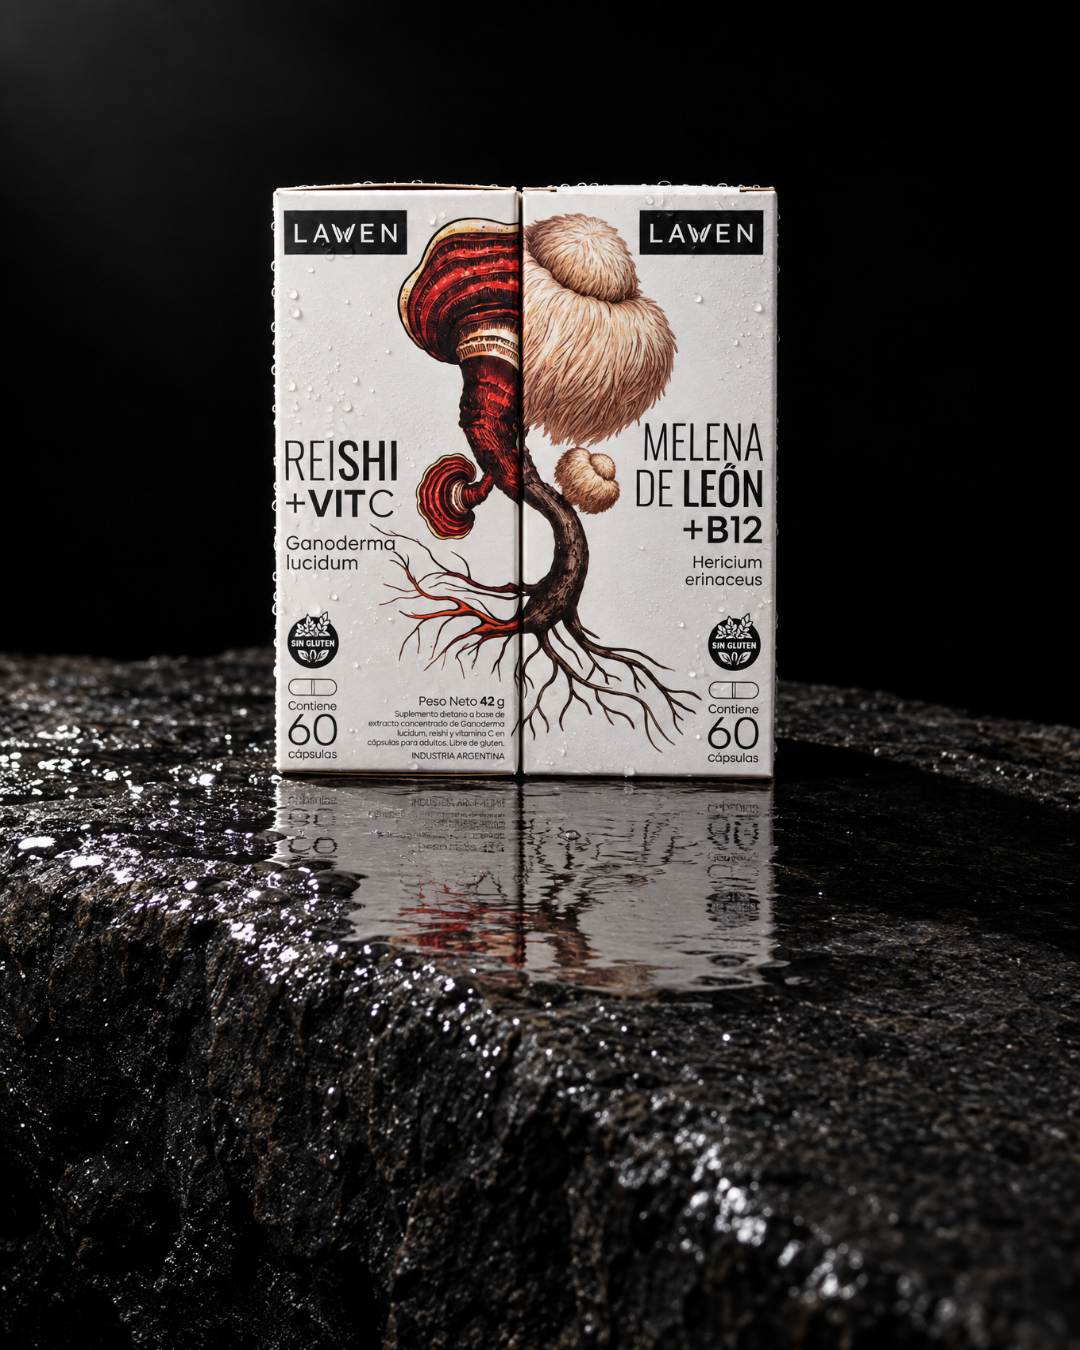 LAWEN
REISHI
+VITC
Ganoderma
lucidum
SIN GLUTEN
Contiene
60
cápsulas
Peso Neto 42 g
Suplemento dietario a base de
extracto concentrado de Ganoderma
lucidum, reishi y vitamina C en
cápsulas para adultos. Libre de gluten.
INDUSTRIA ARGENTINA
LAWEN
MELENA
DE LEÓN
+B12
Hericium
erinaceus
SIN GLUTEN
Contiene
60
cápsulas